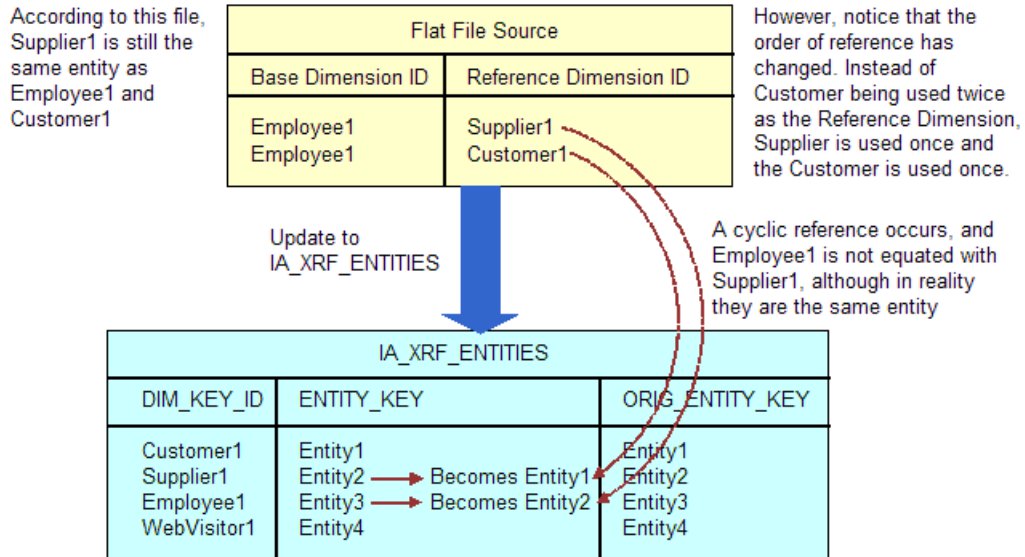 According to this file,
Supplier1 is still the
same entity as
Employee1 and
Customer1
Flat File Source
Base Dimension ID
Reference Dimension ID
Employee1
Supplier1
Employee1
Customer1
However, notice that the
order of reference has
changed. Instead of
Customer being used twice
as the Reference Dimension,
Supplier is used once and
the Customer is used once.
Update to
IA_XRF_ENTITIES
A cyclic reference occurs, and
Employee1 is not equated with
Supplier1, although in reality
they are the same entity
IA_XRF_ENTITIES
DIM_KEY_ID
ENTITY_KEY
ORIG_ENTITY_KEY
Customer1
Entity1
Entity1
Supplier1
Entity2
Becomes Entity1
Entity2
Employee1
Entity3
Becomes Entity2
Entity3
WebVisitor1
Entity4
Entity4